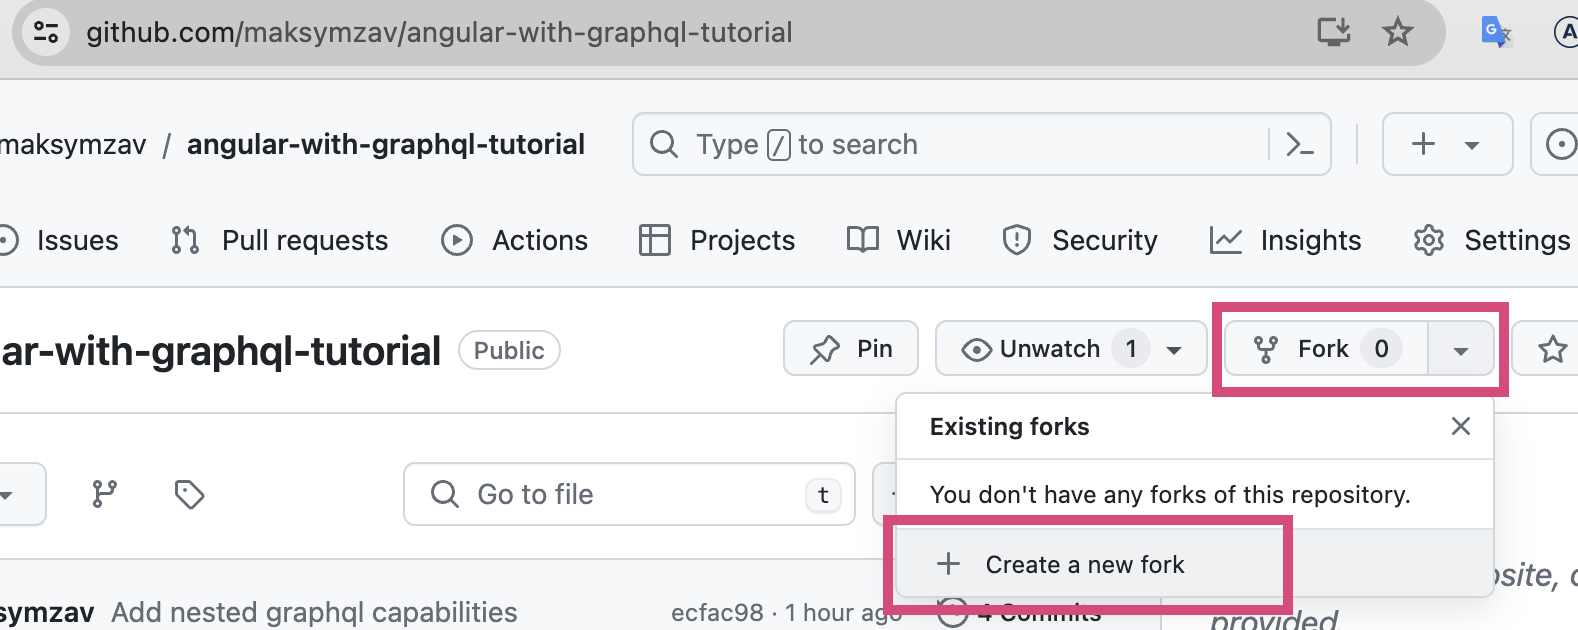 github.com/maksymzav/angular-with-graphql-tutorial
maksymzav / angular-with-graphql-tutorial
Type / to search
Issues Pull requests Actions Projects Wiki Security Insights Settings
ar-with-graphql-tutorial Public Pin Unwatch 1 Fork 0
Existing forks
You don't have any forks of this repository.
Go to file t
Create a new fork
symzav Add nested graphql capabilities ecfac98 · 1 hour ago 4 Commits
osite,
provided.